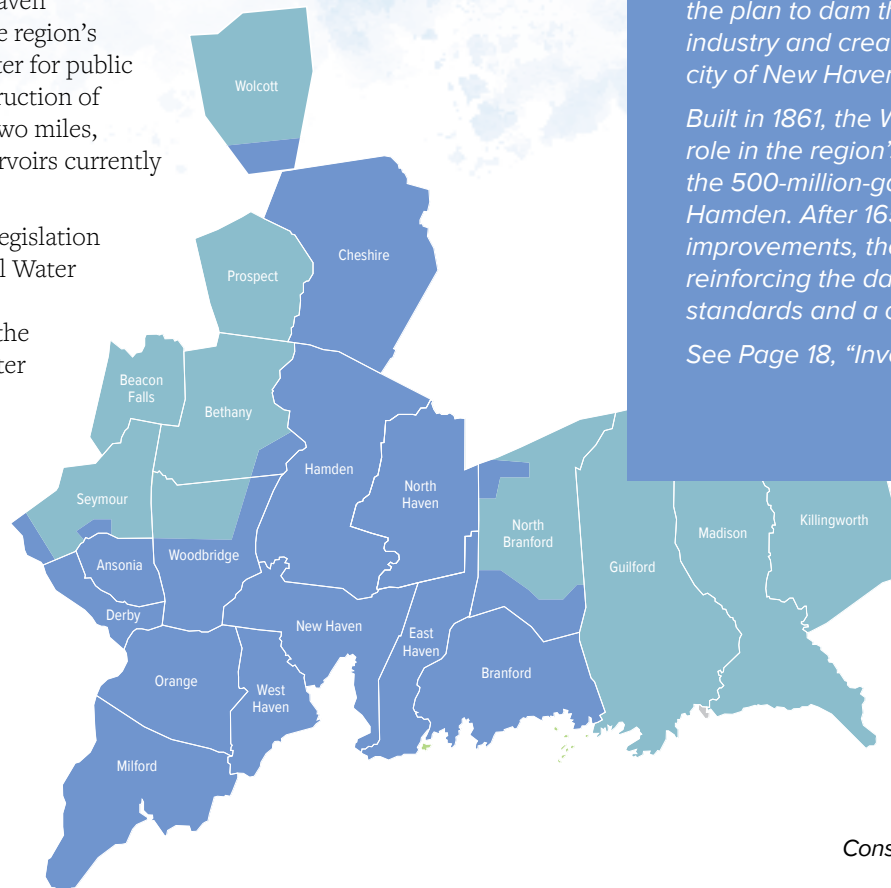 aven
e region’s
ter for public
ruction of
wo miles,
rvoirs currently
egislation
l Water
the
ter
the plan to dam th
industry and crea
city of New Haven
Built in 1861, the W
role in the region’
the 500-million-ga
Hamden. After 16
improvements, the
reinforcing the da
standards and a c
See Page 18, “Inve
Wolcott
Cheshire
Prospect
Beacon
Falls
Bethany
Hamden
North
Haven
Seymour
Ansonia
Woodbridge
Derby
North
Branford
Guilford
Madison
Killingworth
New Haven
East
Haven
Branford
Orange
West
Haven
Milford
Cons